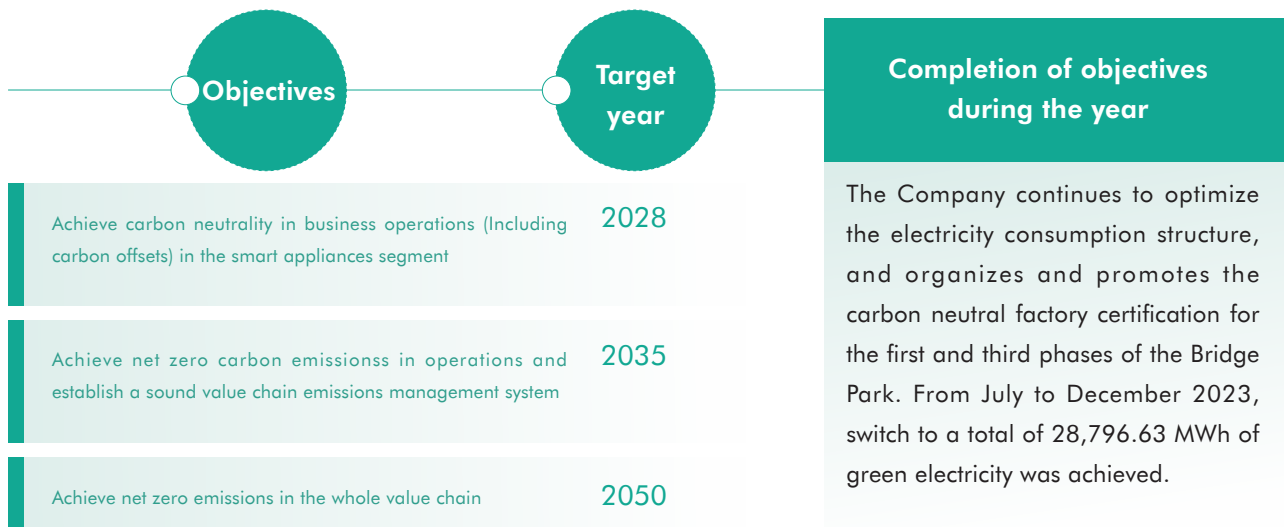 Objectives
Target
year
Completion of objectives
during the year
Achieve carbon neutrality in business operations (Including
carbon offsets) in the smart appliances segment
2028
Achieve net zero carbon emissionss in operations and
establish a sound value chain emissions management system
2035
Achieve net zero emissions in the whole value chain
2050
The Company continues to optimize
the electricity consumption structure,
and organizes and promotes the
carbon neutral factory certification for
the first and third phases of the Bridge
Park. From July to December 2023,
switch to a total of 28,796.63 MWh of
green electricity was achieved.